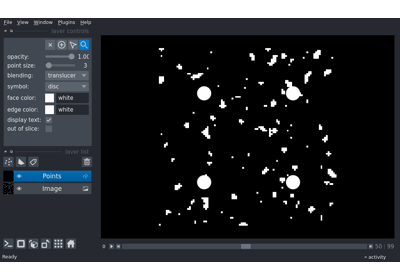 File View Window Plugins Help
layer controls
opacity: 1.00
point size: 3
blending: translucer
symbol: disc
face color: white
edge color: white
display text:
out of slice:
layer list
Points
Image
50 99
Ready activity